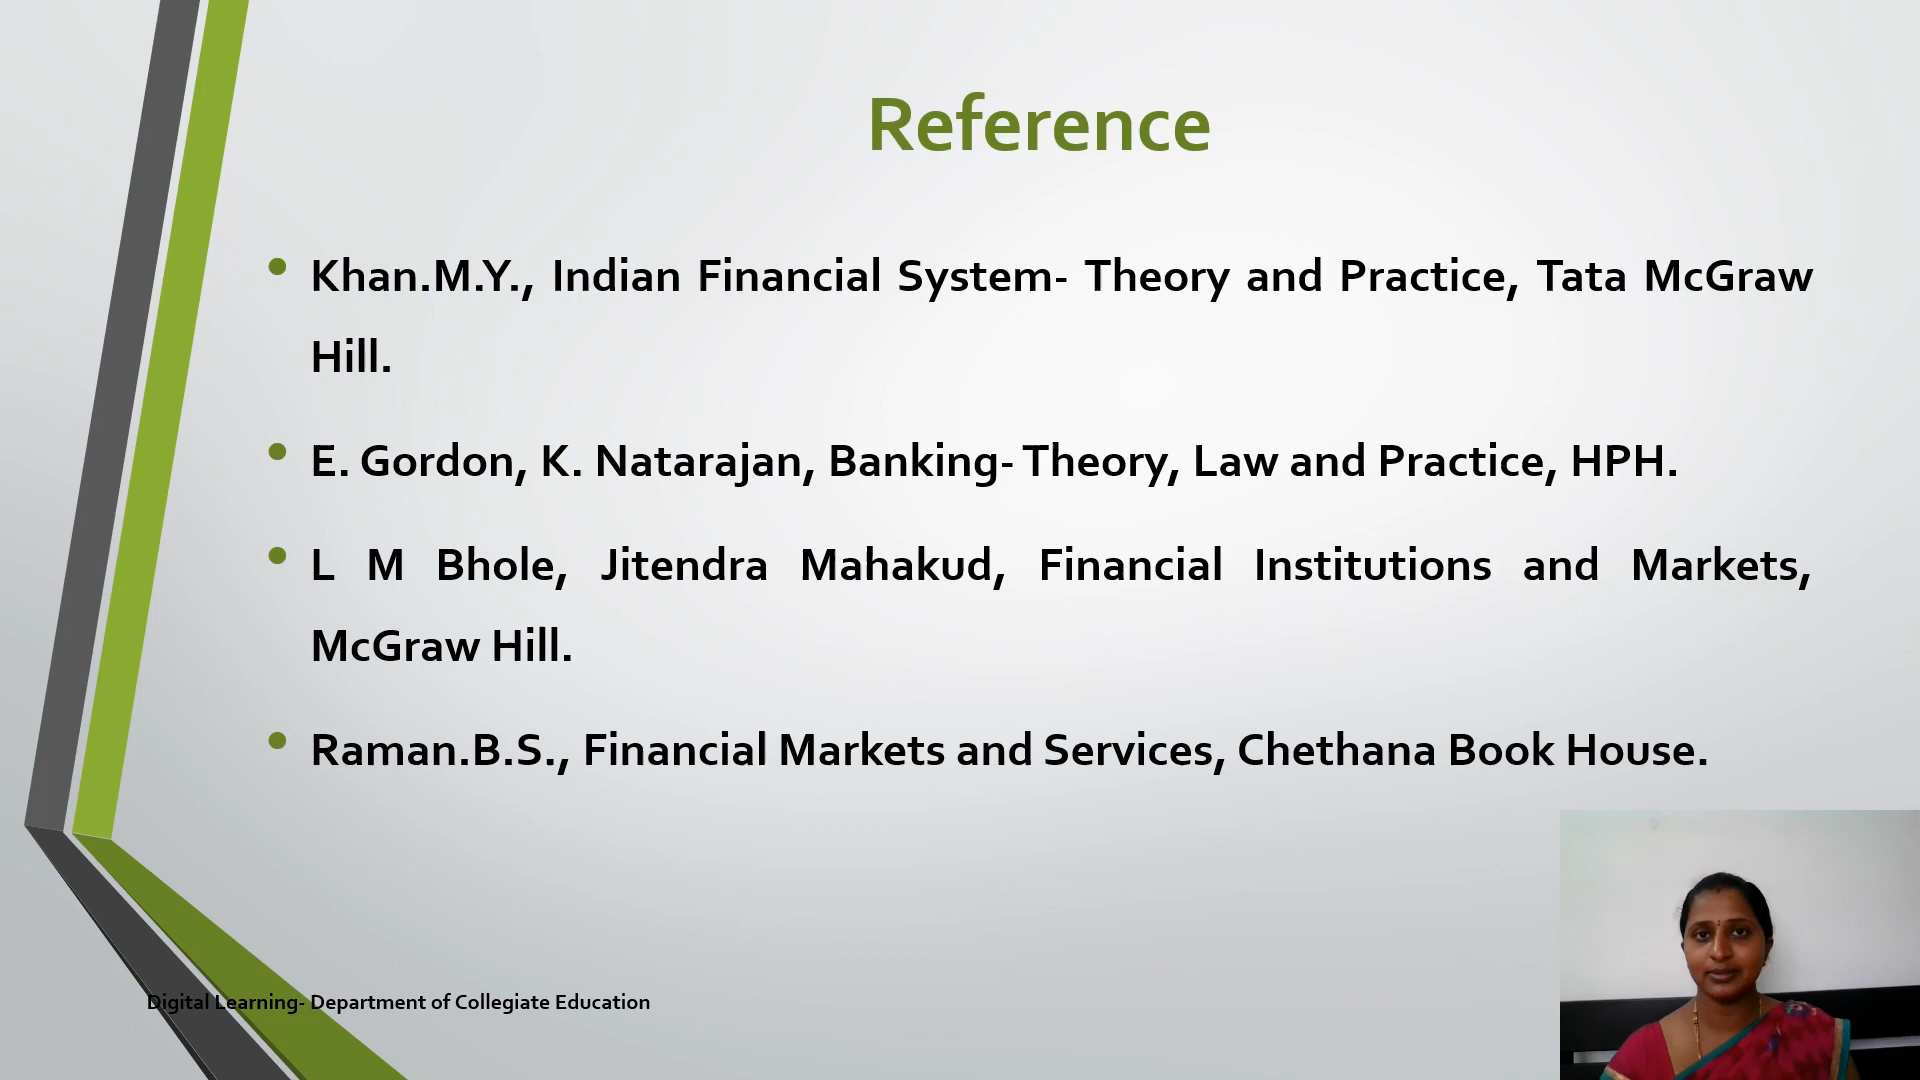 Reference
• Khan.M.Y., Indian Financial System- Theory and Practice, Tata McGraw
Hill.
• E. Gordon, K. Natarajan, Banking- Theory, Law and Practice, HPH.
• L M Bhole, Jitendra Mahakud, Financial Institutions and Markets,
McGraw Hill.
• Raman.B.S., Financial Markets and Services, Chethana Book House.
Digital Learning- Department of Collegiate Education